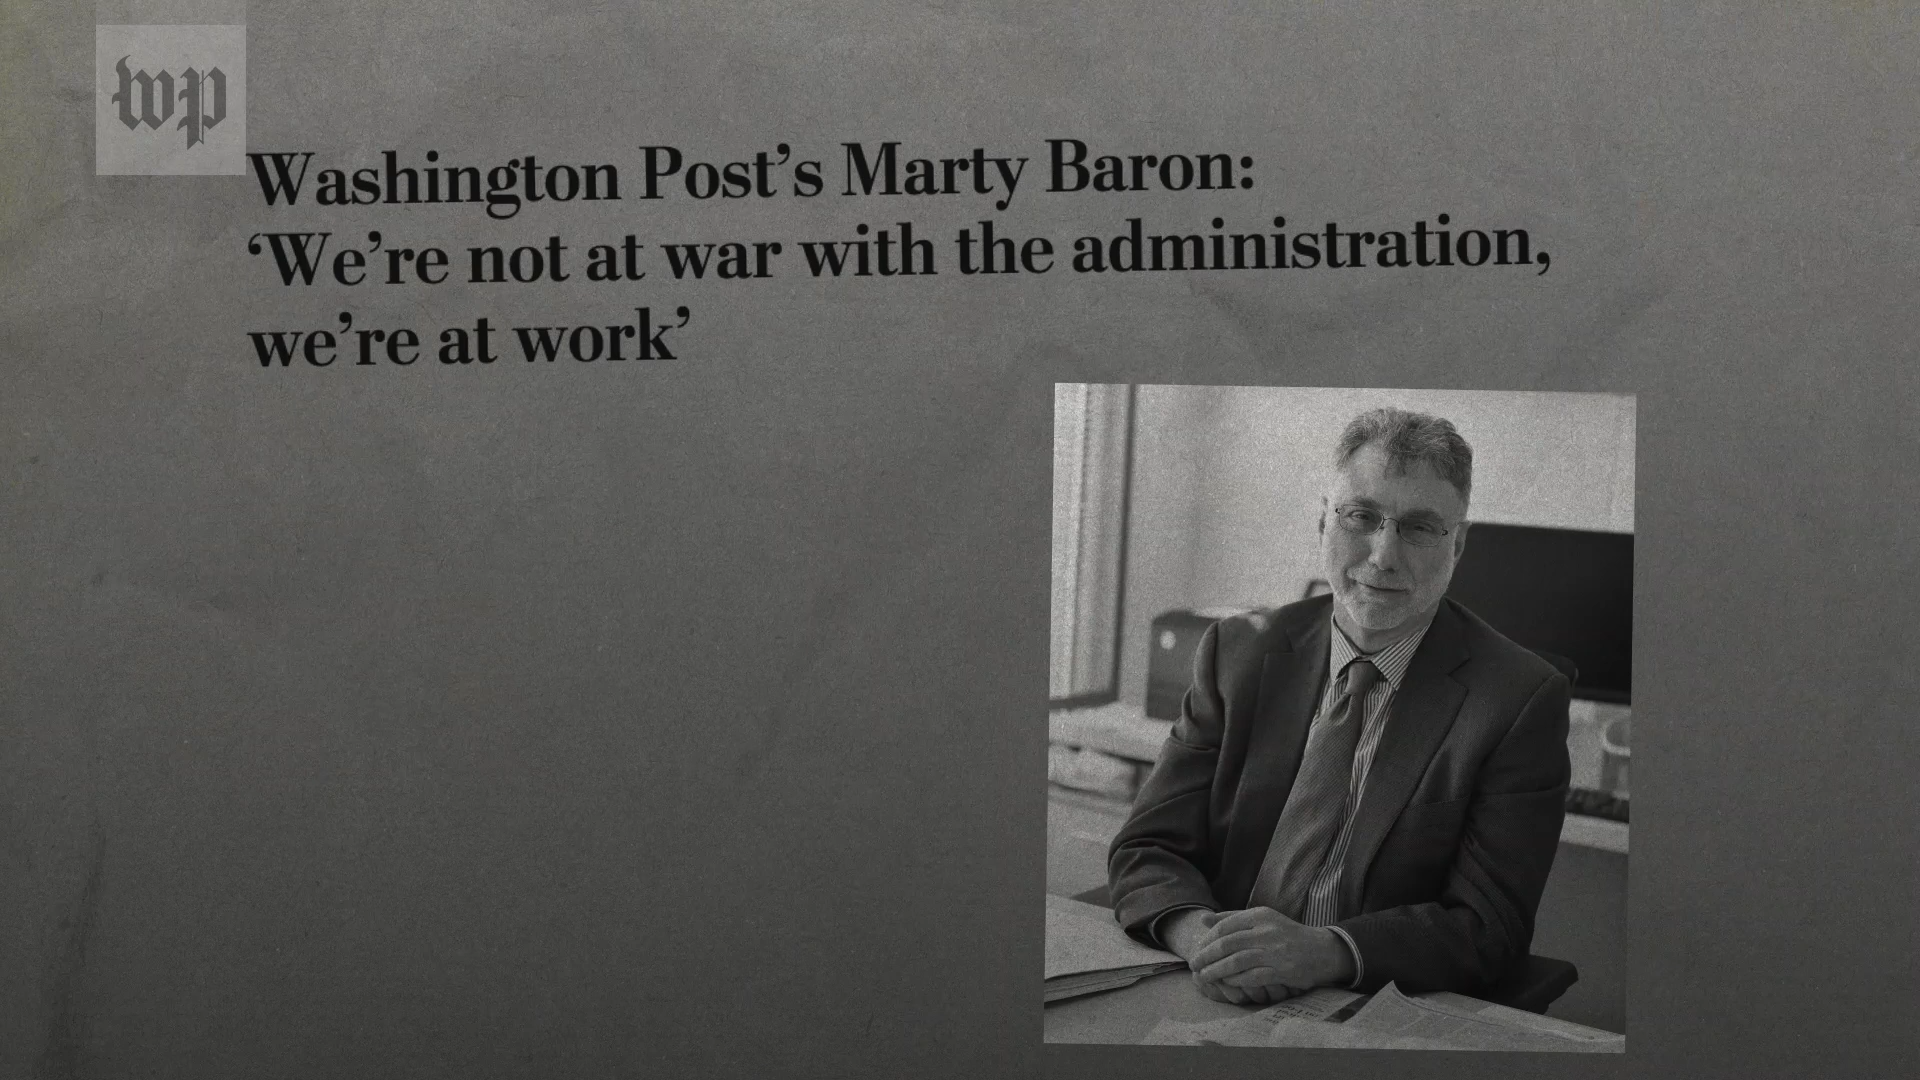 wp
Washington Post’s Marty Baron:
‘We’re not at war with the administration,
we’re at work’